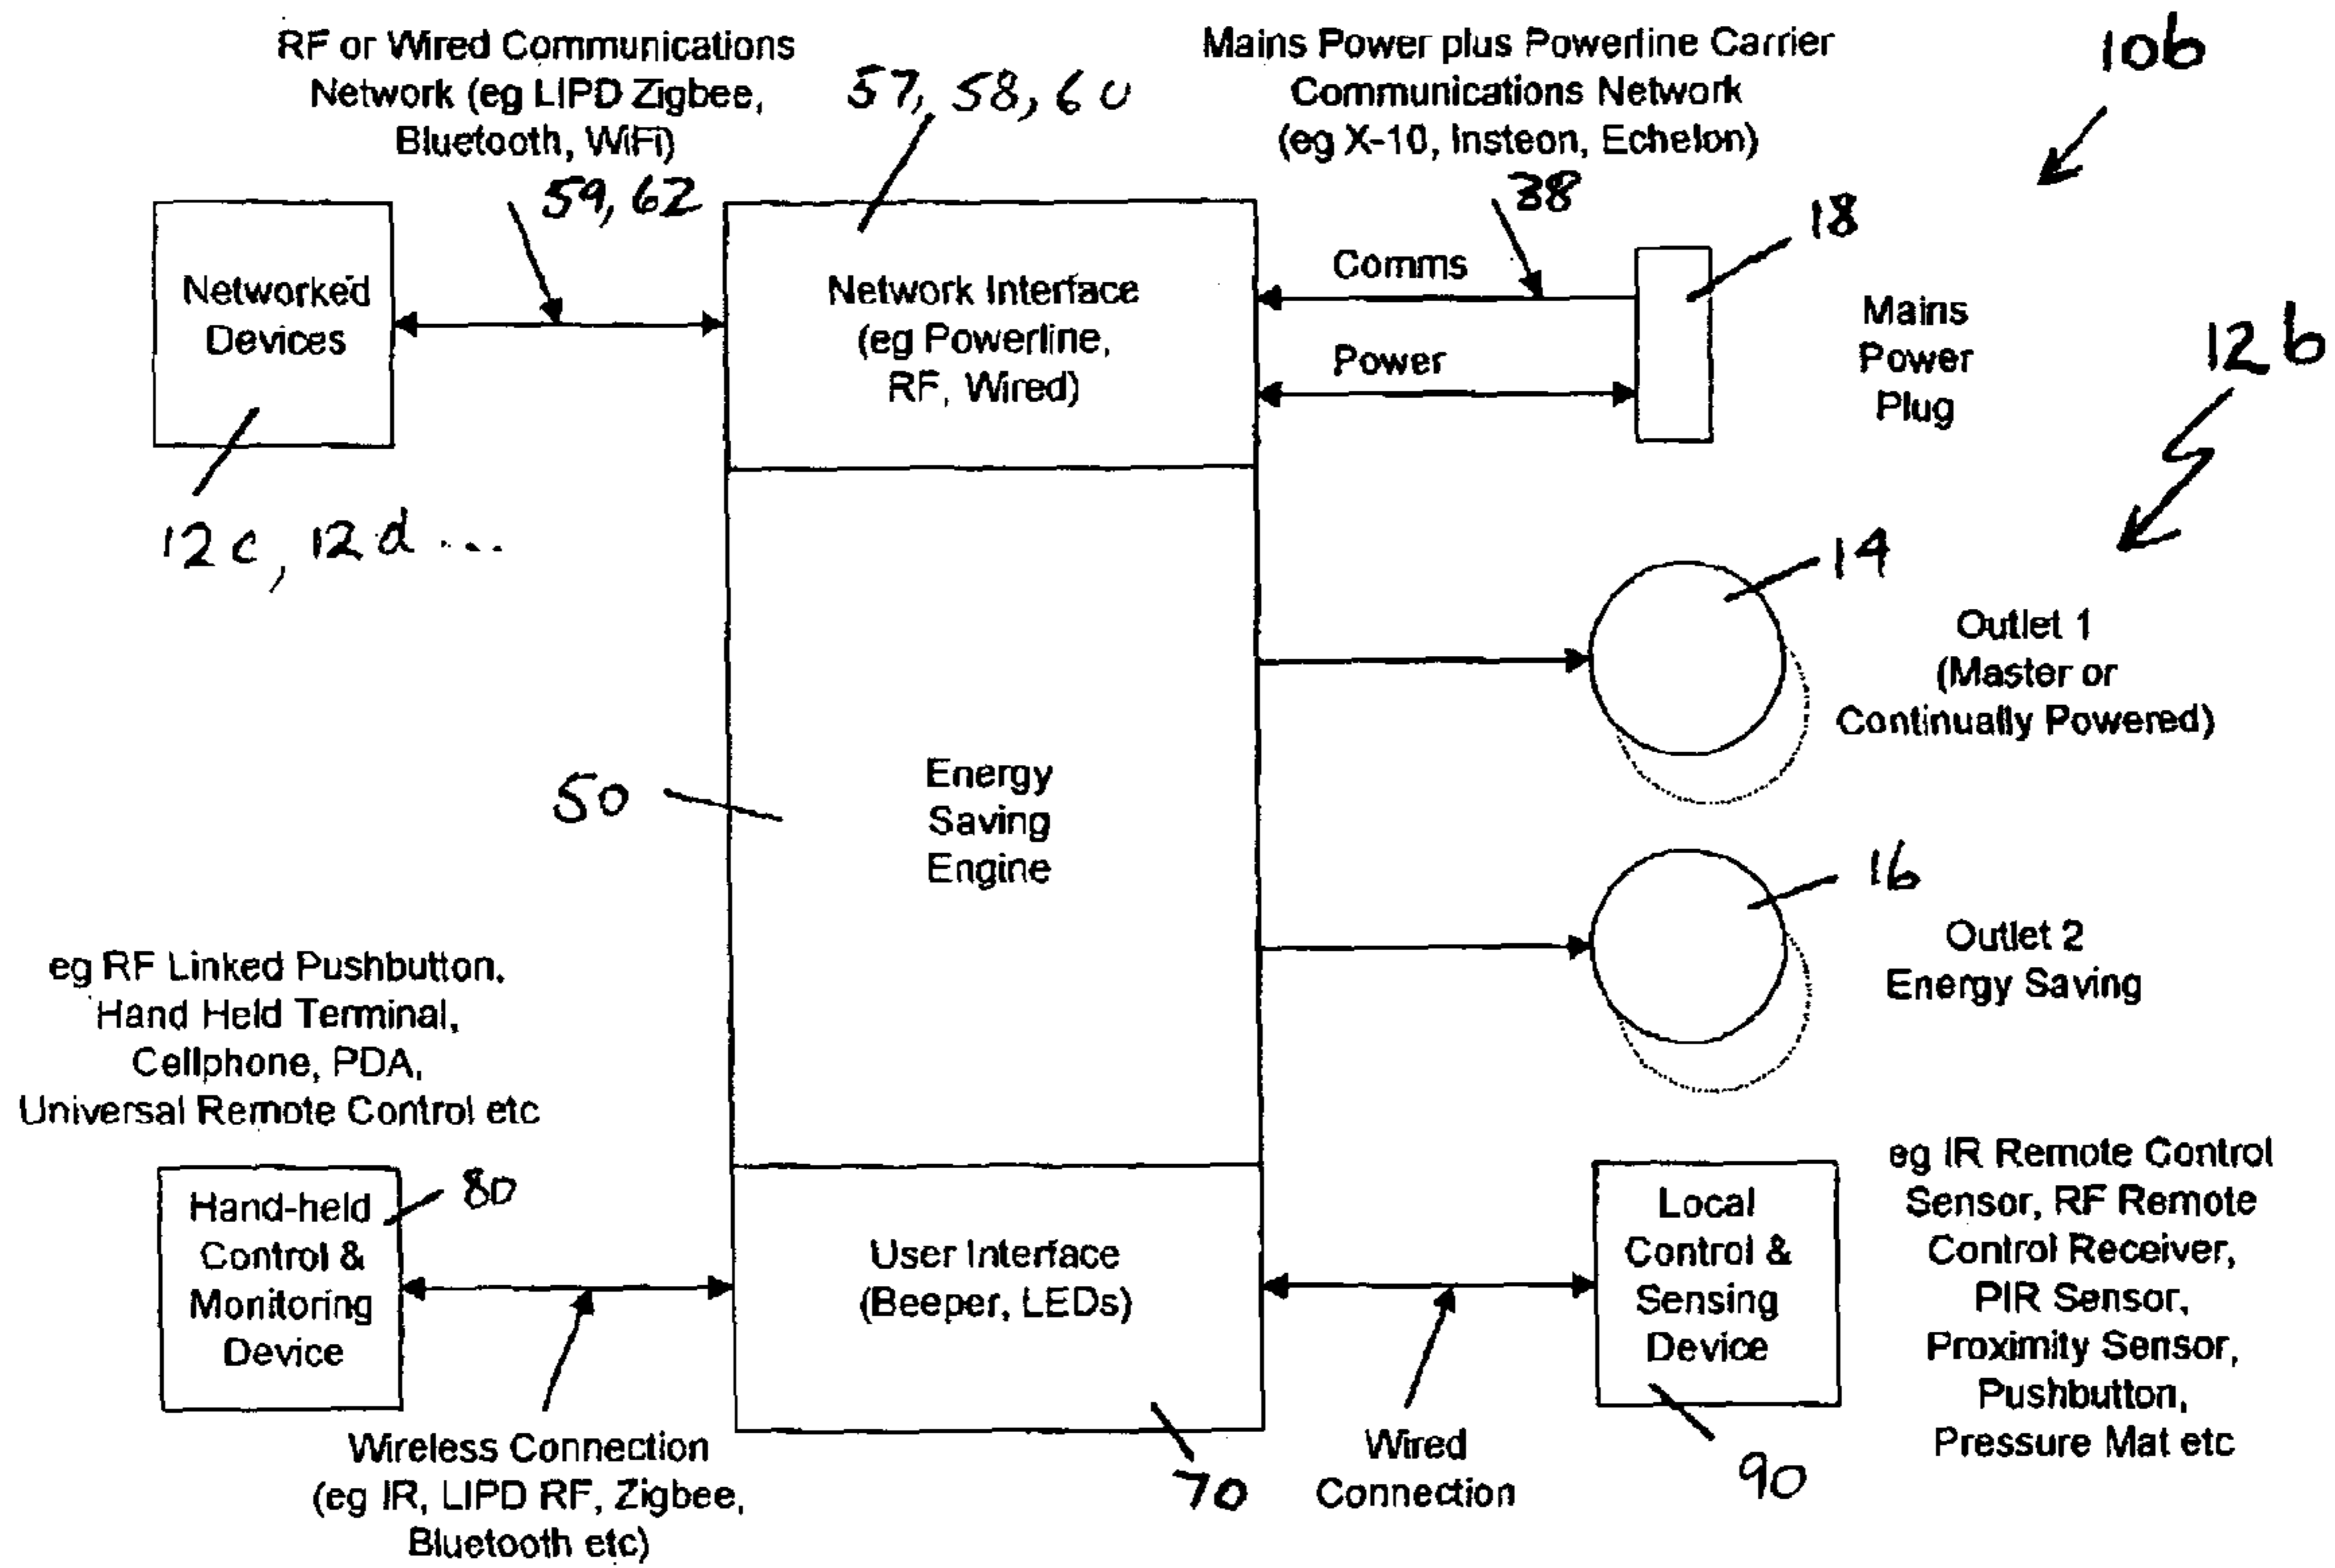 RF or Wired Communications
Network (eg LIPD Zigbee,
Bluetooth, WiFi)
59, 62
57, 58, 60
Mains Power plus Powerline Carrier
Communications Network
(eg X-10, Insteon, Echelon)
38
10b
18
12b
Networked
Devices
12c, 12d ...
Network Interface
(eg Powerline,
RF, Wired)
Comms
Power
Mains
Power
Plug
14
Outlet 1
(Master or
Continually Powered)
50
Energy
Saving
Engine
16
Outlet 2
Energy Saving
eg RF Linked Pushbutton.
Hand Held Terminal,
Cellphone, PDA,
Universal Remote Control etc
Hand-held
Control &
Monitoring
Device
80
User Interface
(Beeper, LEDs)
70
Local
Control &
Sensing
Device
90
eg IR Remote Control
Sensor, RF Remote
Control Receiver,
PIR Sensor,
Proximity Sensor,
Pushbutton,
Pressure Mat etc
Wireless Connection
(eg IR, LIPD RF, Zigbee,
Bluetooth etc)
Wired
Connection